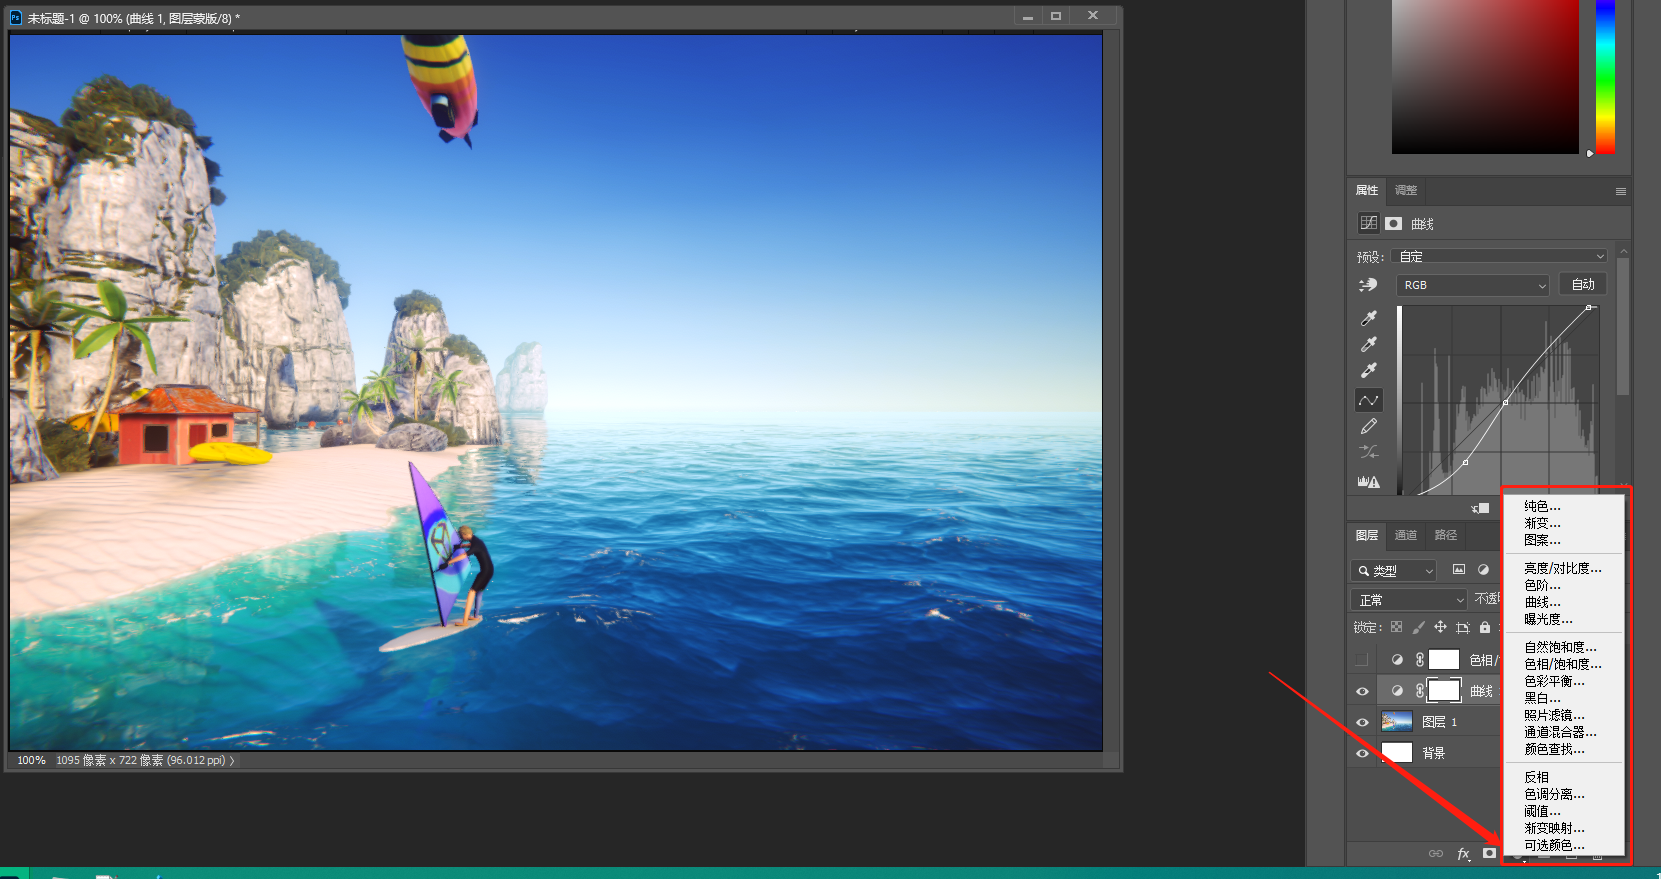 Ps 未标题-1 @ 100% (曲线 1, 图层蒙版/8) *
属性 调整
曲线
预设: 自定
RGB 自动
图层 通道 路径
类型
正常
锁定:
色相/
曲线
图层 1
背景
fx
纯色...
渐变...
图案...
亮度/对比度...
色阶...
曲线...
曝光度...
自然饱和度...
色相/饱和度...
色彩平衡...
黑白...
照片滤镜...
通道混合器...
颜色查找...
反相
色调分离...
阈值...
渐变映射...
可选颜色...
100% 1095 像素 x 722 像素 (96.012 ppi)